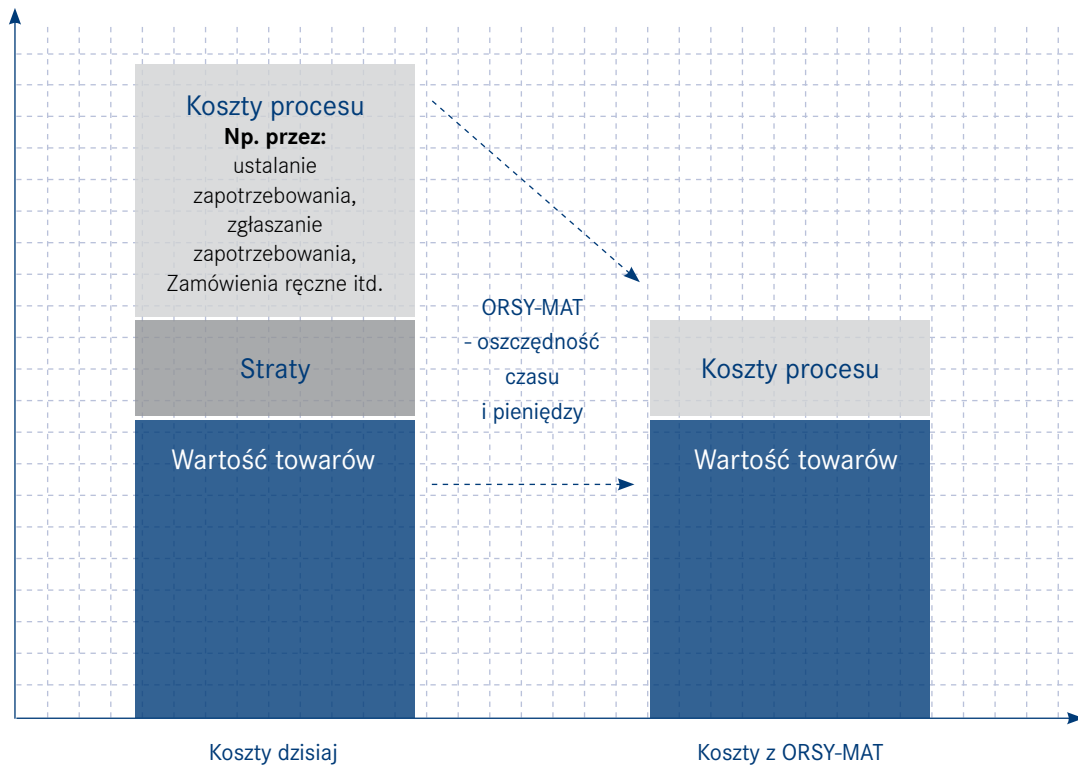 Koszty procesu
Np. przez:
ustalanie
zapotrzebowania,
zgłaszanie
zapotrzebowania,
Zamówienia ręczne itd.
Straty
Wartość towarów
ORSY-MAT
- oszczędność
czasu
i pieniędzy
Koszty procesu
Wartość towarów
Koszty dzisiaj
Koszty z ORSY-MAT